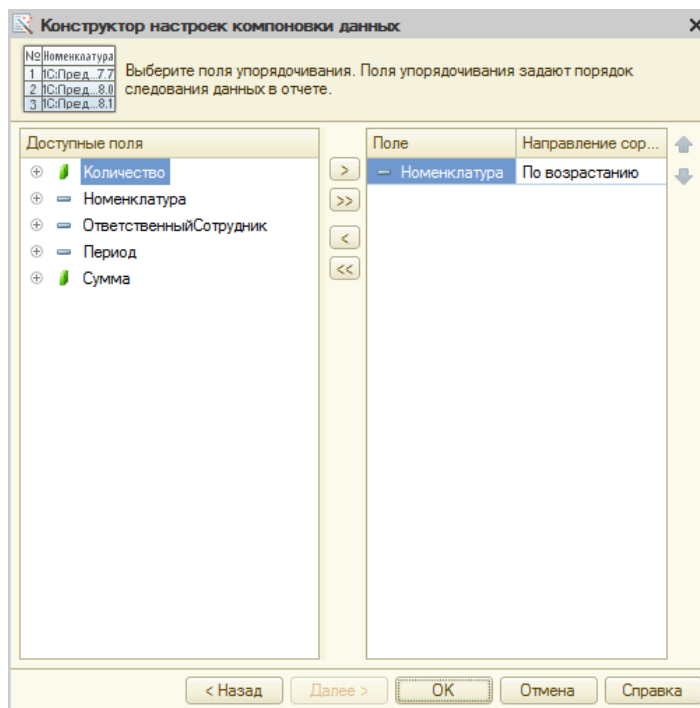 Конструктор настроек компоновки данных
№ Номенклатура
1 1С:Пред...7.7
2 1С:Пред...8.0
3 1С:Пред...8.1
Выберите поля упорядочивания. Поля упорядочивания задают порядок
следования данных в отчете.
Доступные поля
Количество
Номенклатура
ОтветственныйСотрудник
Период
Сумма
>
>>
<
<<
Поле Направление сор...
Номенклатура По возрастанию
< Назад Далее > ОК Отмена Справка